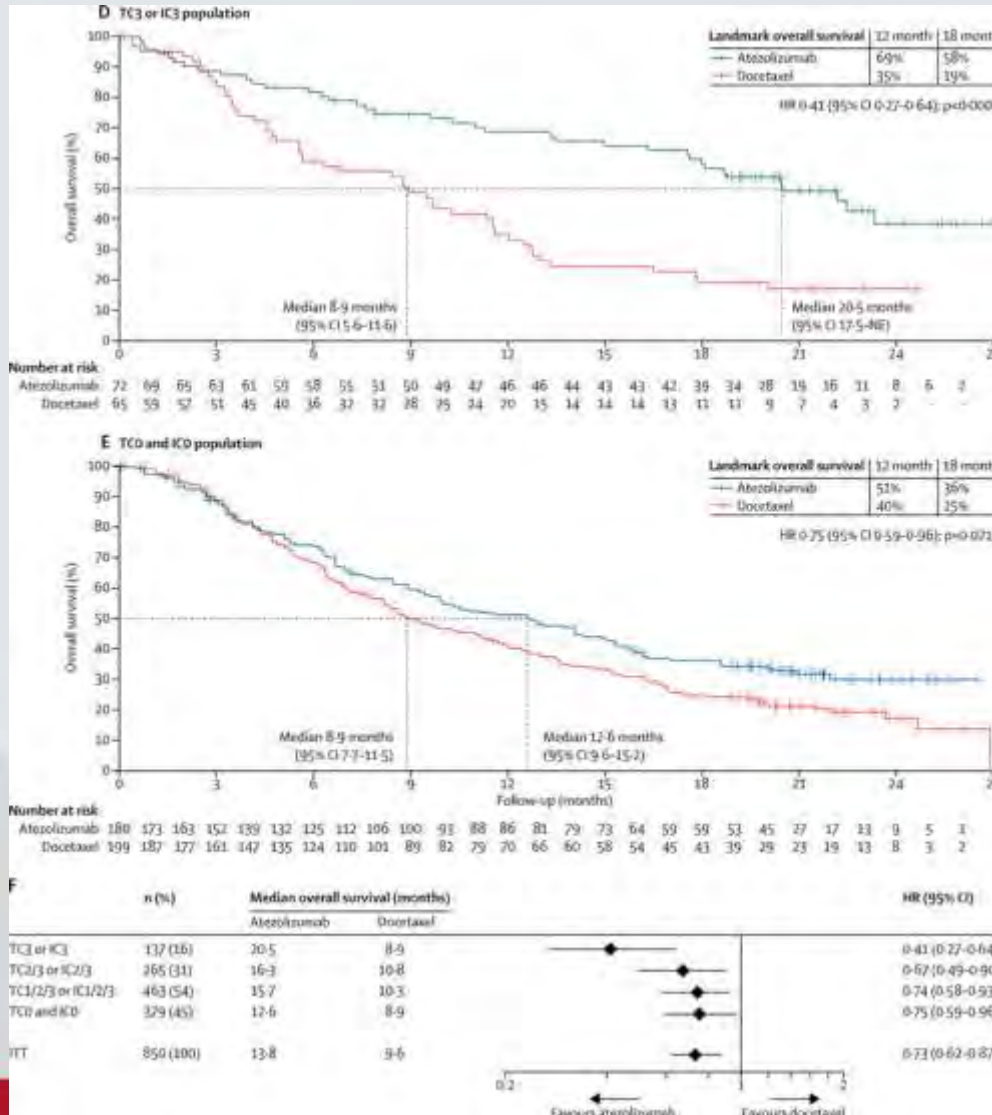 D TC3 or IC3 population
Landmark overall survival 12 month 18 mont
Atezolizumab 69% 58%
Docetaxel 35% 19%
HR 0·41 (95% CI 0·27–0·64); p<0·000
Overall survival (%)
100
90
80
70
60
50
40
30
20
10
0
Median 8·9 months
(95% CI 5·6–11·6)
Median 20·5 months
(95% CI 17·5–NE)
0 3 6 9 12 15 18 21 24
Number at risk
Atezolizumab 72 69 65 63 61 59 58 55 51 50 49 47 46 46 44 43 43 42 39 34 28 19 16 11 8 6 2
Docetaxel 65 59 57 51 45 40 36 32 32 28 25 24 20 15 14 14 14 13 11 11 9 7 4 3 2
E TC0 and IC0 population
Landmark overall survival 12 month 18 mont
Atezolizumab 51% 36%
Docetaxel 40% 25%
HR 0·75 (95% CI 0·59–0·96); p=0·021
Overall survival (%)
100
90
80
70
60
50
40
30
20
10
0
Median 8·9 months
(95% CI 7·7–11·5)
Median 12·6 months
(95% CI 9·6–15·2)
0 3 6 9 12 15 18 21 24
Follow-up (months)
Number at risk
Atezolizumab 180 173 163 152 139 132 125 112 106 100 93 88 86 81 79 73 64 59 59 53 45 27 17 13 9 5
Docetaxel 199 187 177 161 147 135 124 110 101 89 82 79 70 66 60 58 54 45 43 39 29 23 19 13 8 3 2
F
n (%) Median overall survival (months) HR (95% CI)
Atezolizumab Docetaxel
TC3 or IC3 137 (16) 20·5 8·9 0·41 (0·27–0·64
TC2/3 or IC2/3 265 (31) 16·3 10·8 0·67 (0·49–0·90
TC1/2/3 or IC1/2/3 463 (54) 15·7 10·3 0·74 (0·58–0·93
TC0 and IC0 379 (45) 12·6 8·9 0·75 (0·59–0·96
ITT 850 (100) 13·8 9·6 0·73 (0·62–0·87
0·2 1 2
Favours atezolizumab Favours docetaxel